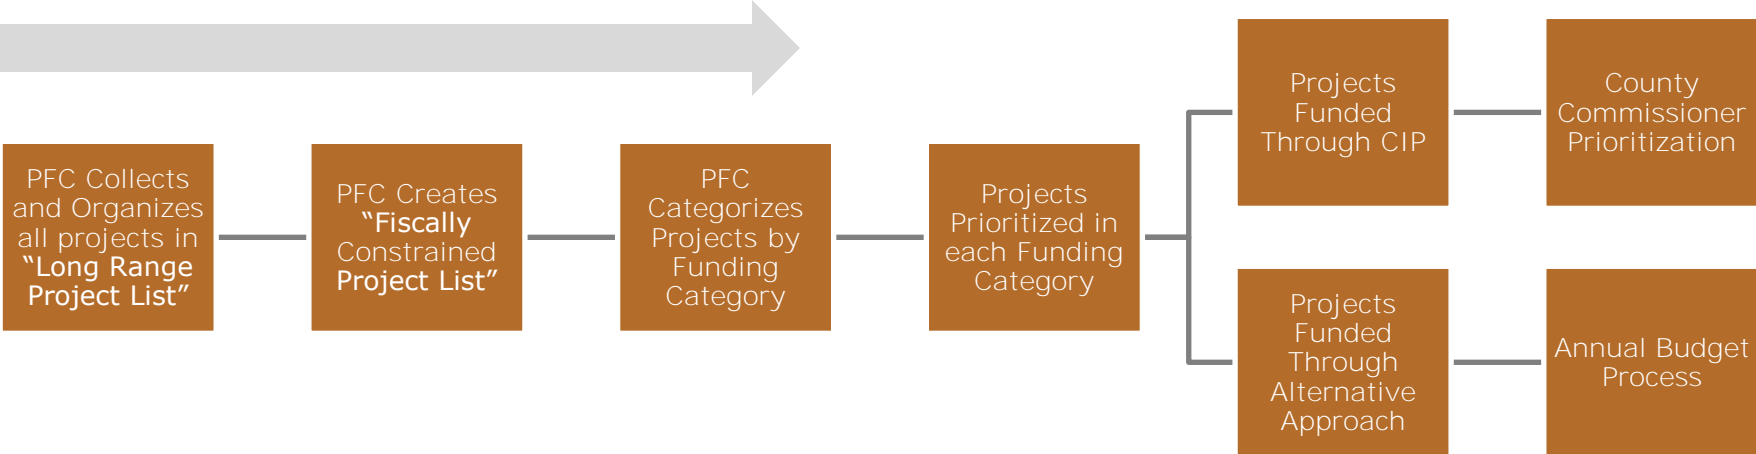 PFC Collects
and Organizes
all projects in
“Long Range
Project List”
PFC Creates
“Fiscally
Constrained
Project List”
PFC
Categorizes
Projects by
Funding
Category
Projects
Prioritized in
each Funding
Category
Projects
Funded
Through CIP
County
Commissioner
Prioritization
Projects
Funded
Through
Alternative
Approach
Annual Budget
Process